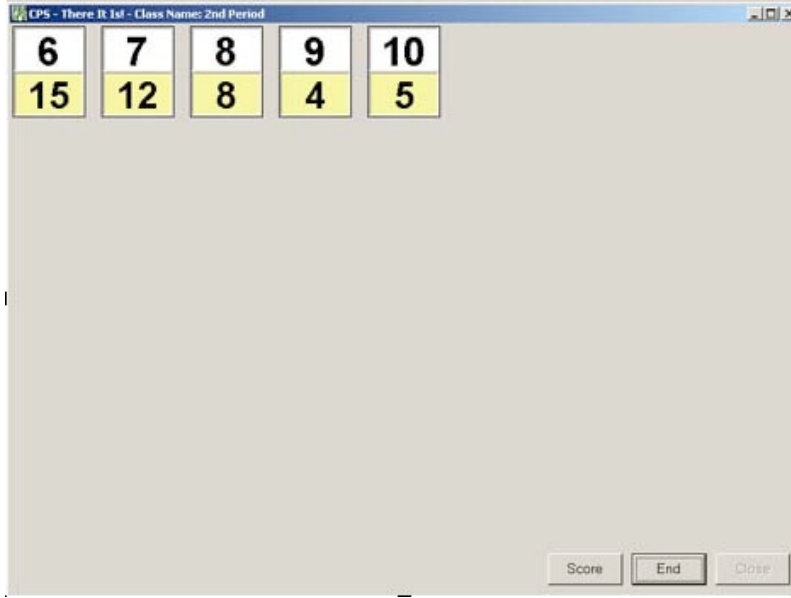 CPS - There It Is! - Class Name: 2nd Period
6 7 8 9 10
15 12 8 4 5
Score End Close